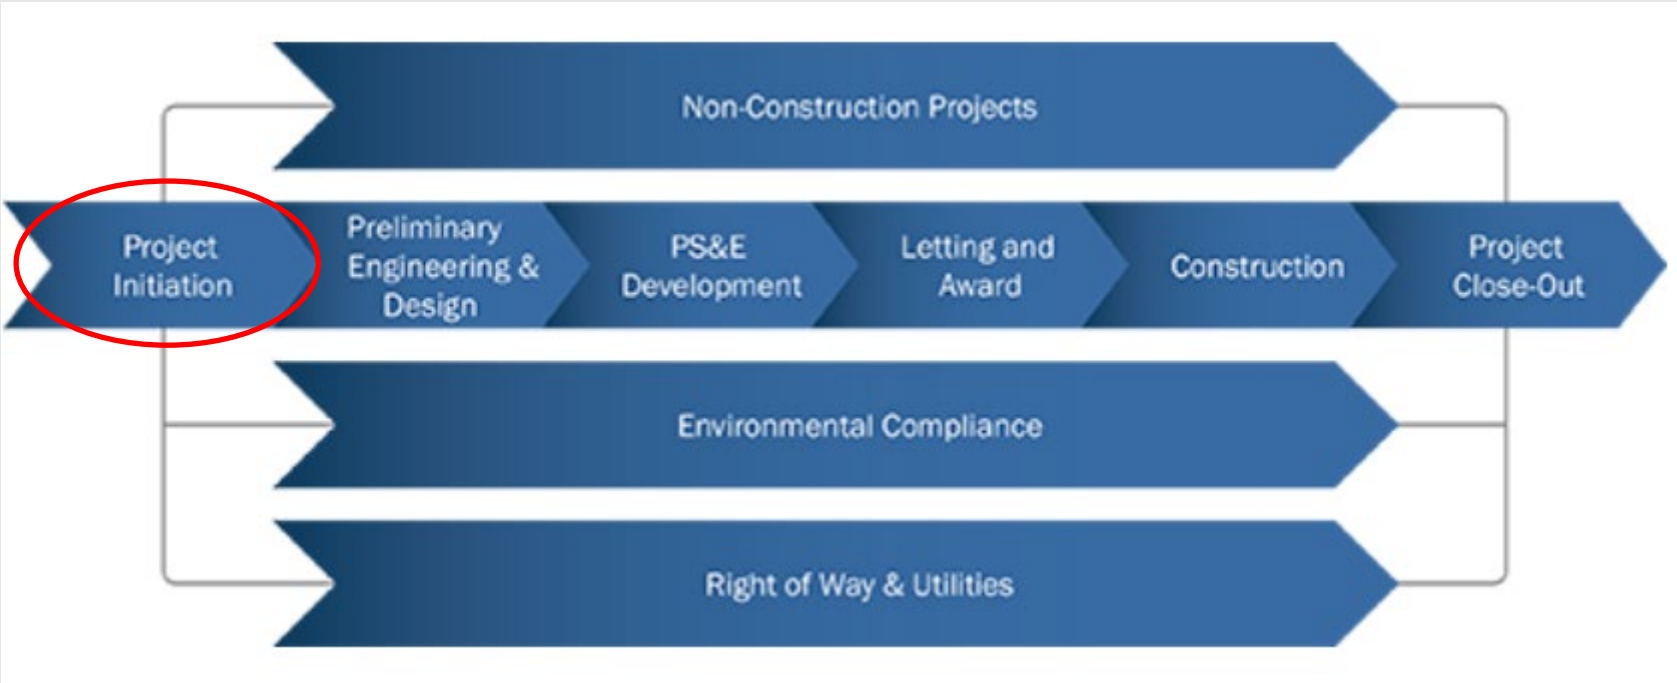 Non-Construction Projects
Project
Initiation
Preliminary
Engineering &
Design
PS&E
Development
Letting and
Award
Construction
Project
Close-Out
Environmental Compliance
Right of Way & Utilities